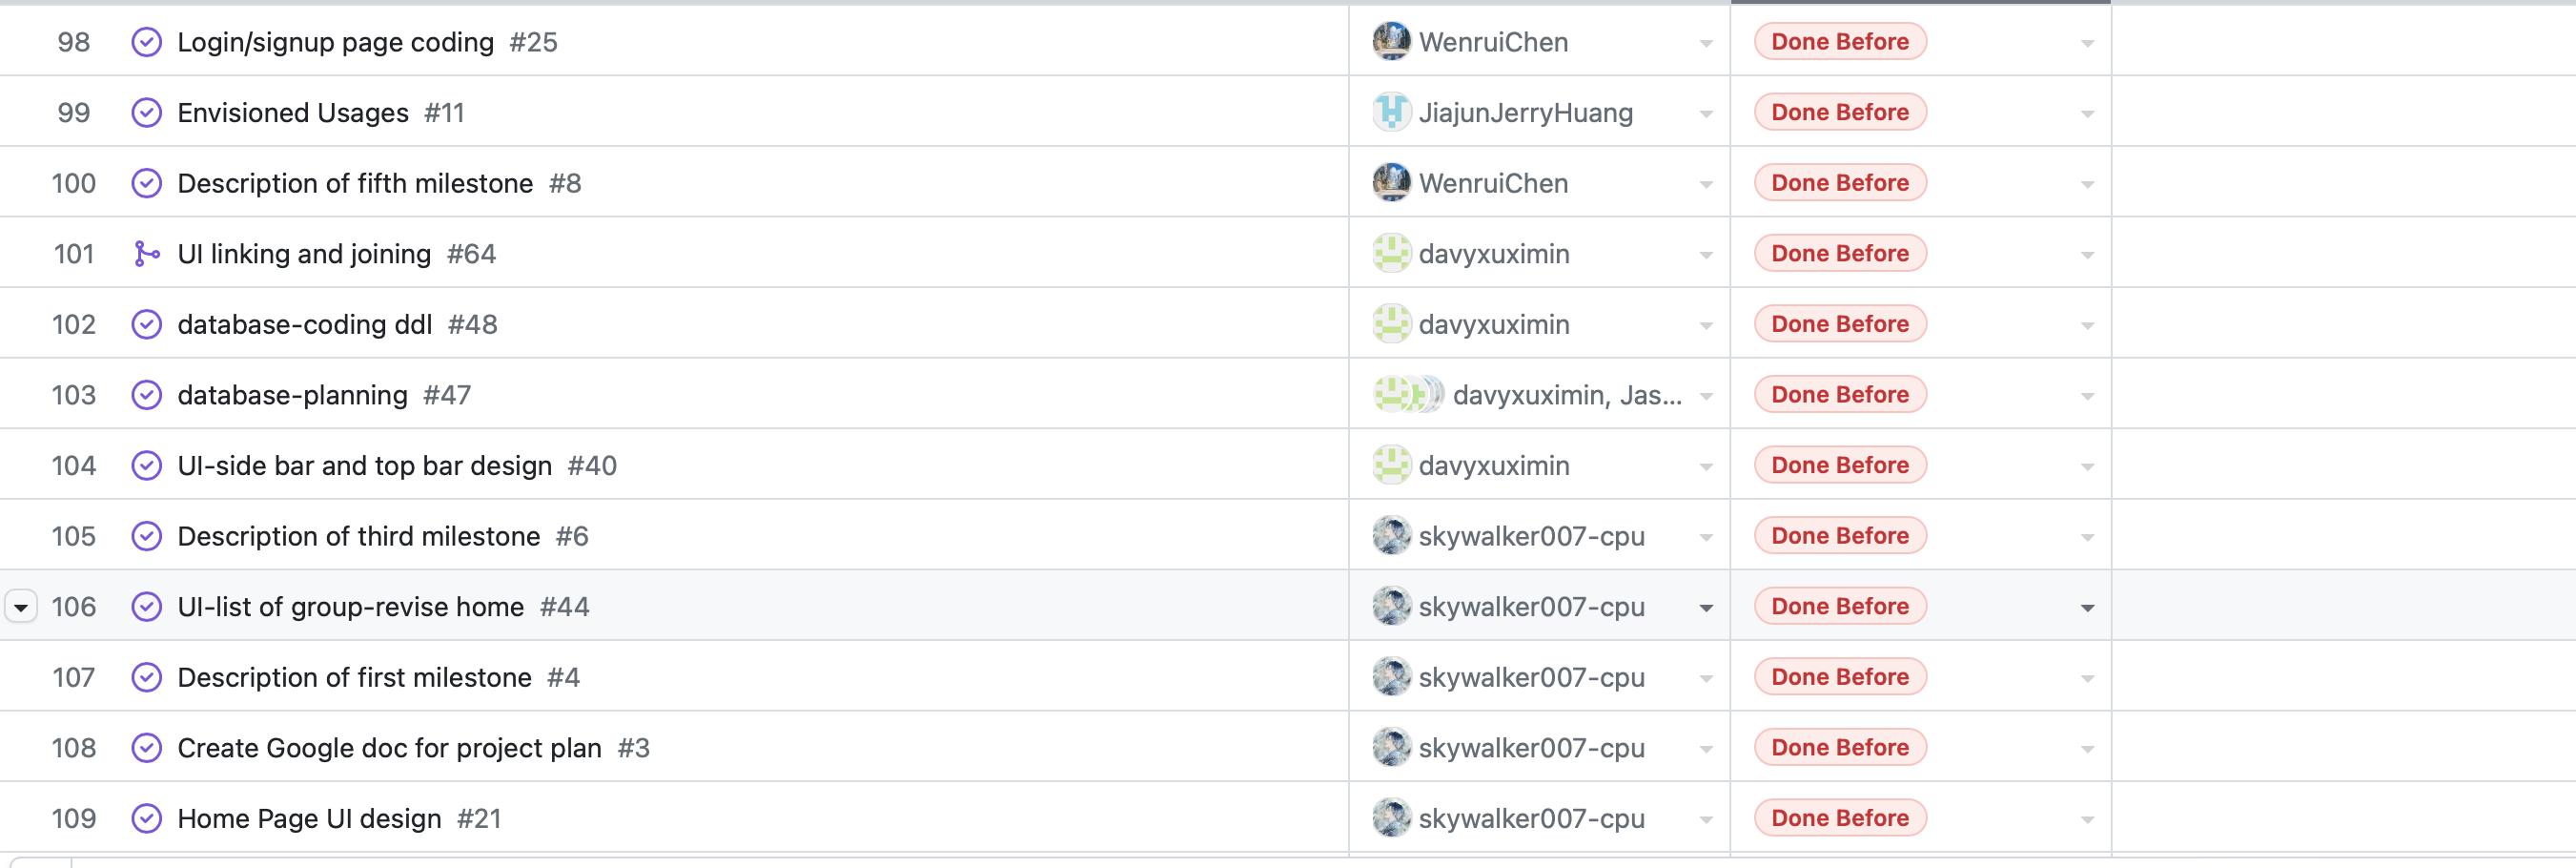 98 Login/signup page coding #25 WenruiChen Done Before
99 Envisioned Usages #11 JiajunJerryHuang Done Before
100 Description of fifth milestone #8 WenruiChen Done Before
101 UI linking and joining #64 davyxuximin Done Before
102 database-coding ddl #48 davyxuximin Done Before
103 database-planning #47 davyxuximin, Jas... Done Before
104 UI-side bar and top bar design #40 davyxuximin Done Before
105 Description of third milestone #6 skywalker007-cpu Done Before
106 UI-list of group-revise home #44 skywalker007-cpu Done Before
107 Description of first milestone #4 skywalker007-cpu Done Before
108 Create Google doc for project plan #3 skywalker007-cpu Done Before
109 Home Page UI design #21 skywalker007-cpu Done Before